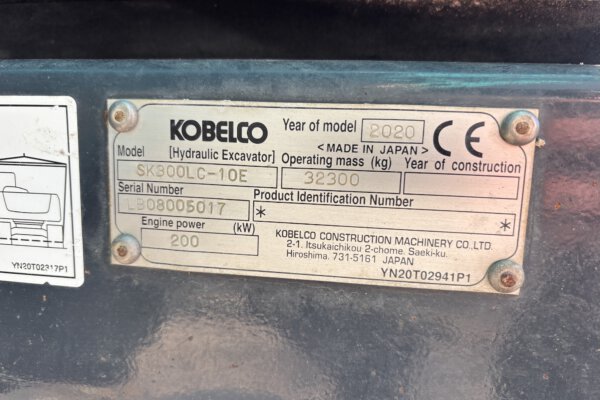 KOBELCO Year of model 2020 CE
<MADE IN JAPAN>
Model [Hydraulic Excavator] Operating mass (kg) Year of construction
SK300LC-10E 32300
Serial Number Product Identification Number
LB08005017 * *
Engine power (kW)
200
KOBELCO CONSTRUCTION MACHINERY CO.,LTD.
2-1, Itsukaichikou 2-chome, Saeki-ku,
Hiroshima, 731-5161 JAPAN
YN20T02941P1
YN20T02317P1